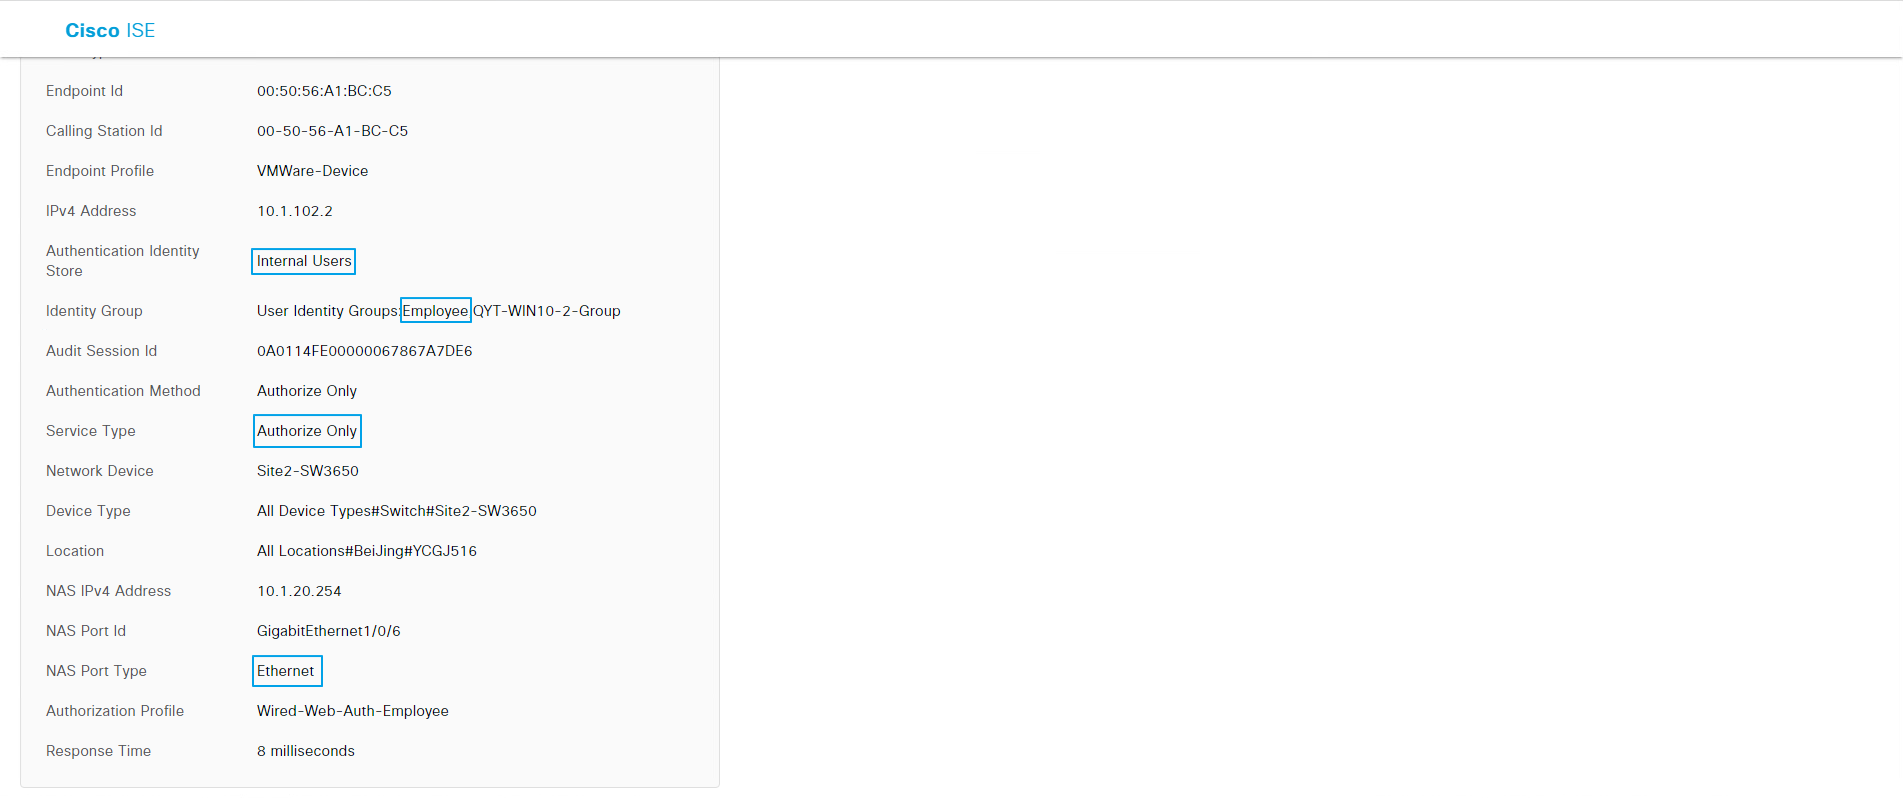 Cisco ISE
Endpoint Id 00:50:56:A1:BC:C5
Calling Station Id 00-50-56-A1-BC-C5
Endpoint Profile VMWare-Device
IPv4 Address 10.1.102.2
Authentication Identity
Store Internal Users
Identity Group User Identity Groups:Employee,QYT-WIN10-2-Group
Audit Session Id 0A0114FE00000067867A7DE6
Authentication Method Authorize Only
Service Type Authorize Only
Network Device Site2-SW3650
Device Type All Device Types#Switch#Site2-SW3650
Location All Locations#BeiJing#YCGJ516
NAS IPv4 Address 10.1.20.254
NAS Port Id GigabitEthernet1/0/6
NAS Port Type Ethernet
Authorization Profile Wired-Web-Auth-Employee
Response Time 8 milliseconds